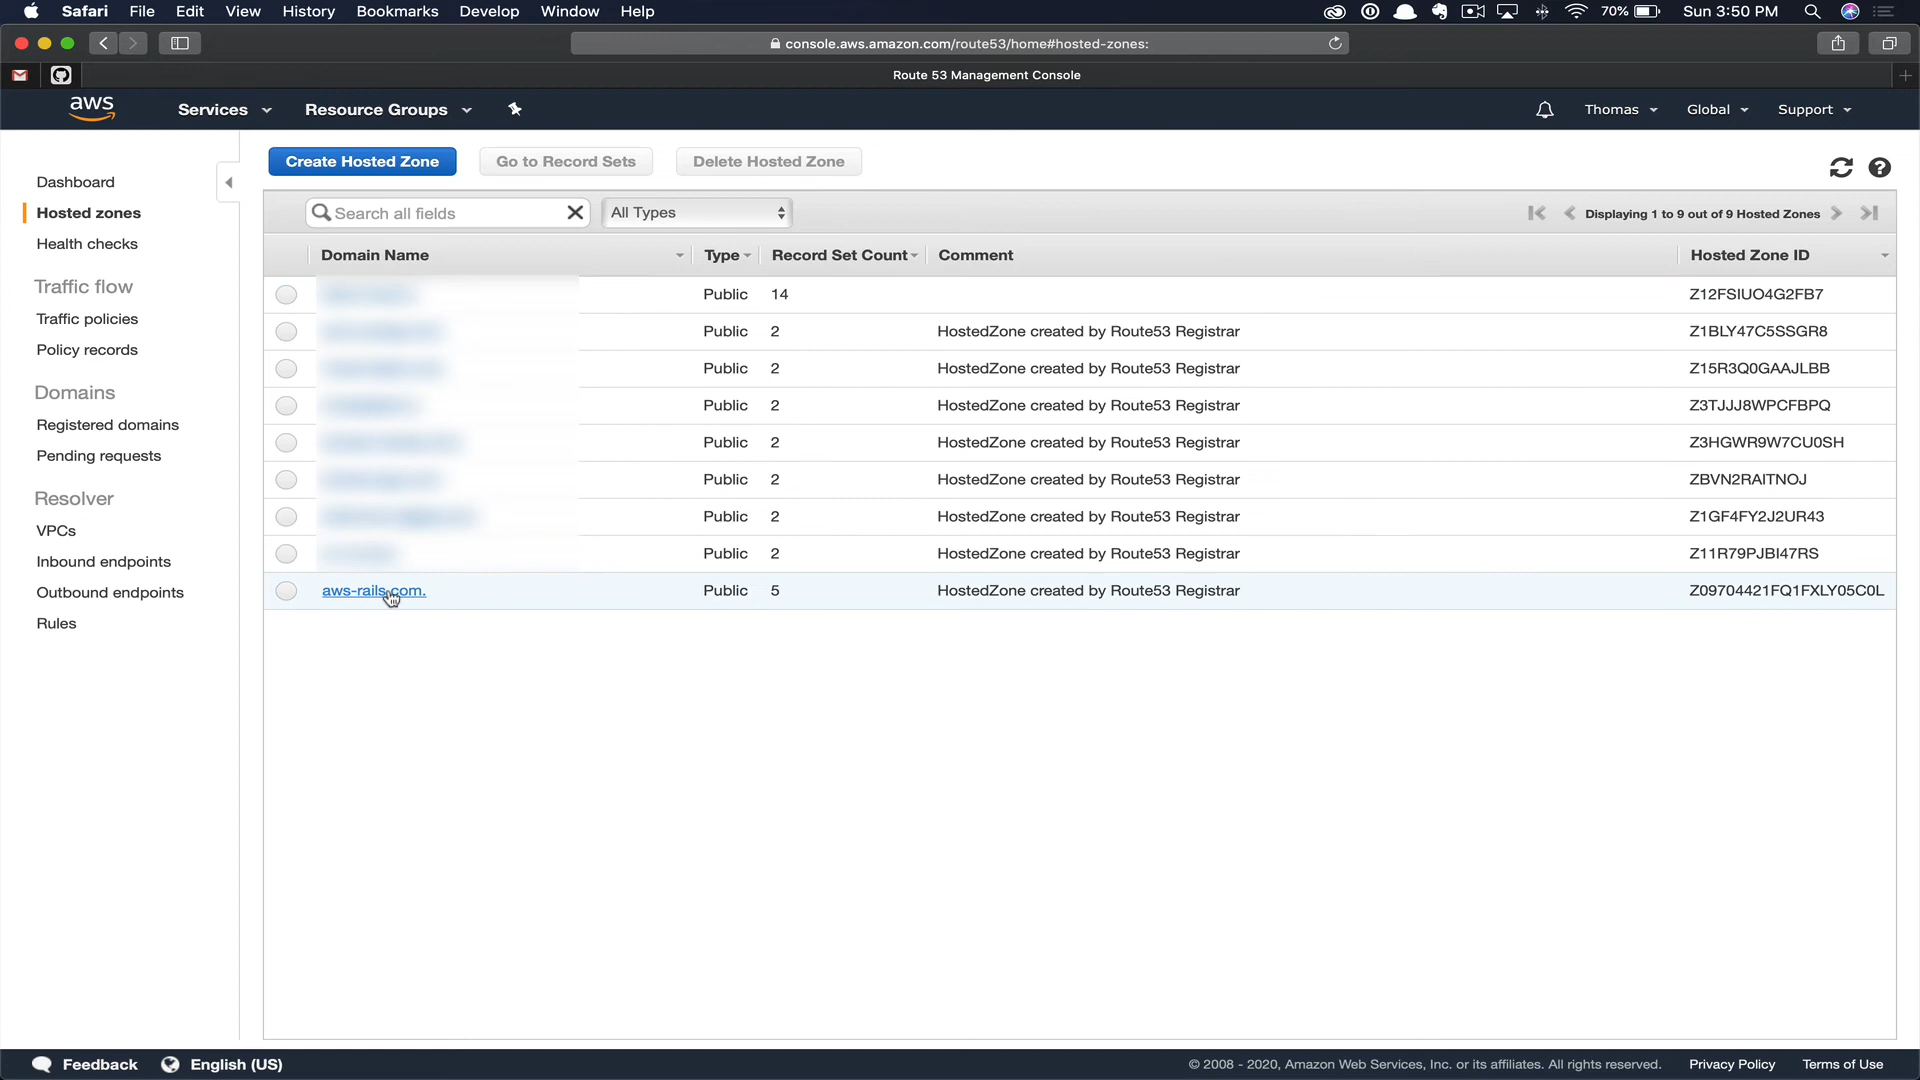 Safari File Edit View History Bookmarks Develop Window Help 70% Sun 3:50 PM
console.aws.amazon.com/route53/home#hosted-zones:
Route 53 Management Console
aws Services Resource Groups Thomas Global Support
Create Hosted Zone Go to Record Sets Delete Hosted Zone
Dashboard
Hosted zones
Health checks
Traffic flow
Traffic policies
Policy records
Domains
Registered domains
Pending requests
Resolver
VPCs
Inbound endpoints
Outbound endpoints
Rules
Search all fields All Types Displaying 1 to 9 out of 9 Hosted Zones
Domain Name Type Record Set Count Comment Hosted Zone ID
Public 14 Z12FSIUO4G2FB7
Public 2 HostedZone created by Route53 Registrar Z1BLY47C5SSGR8
Public 2 HostedZone created by Route53 Registrar Z15R3Q0GAAJLBB
Public 2 HostedZone created by Route53 Registrar Z3TJJJ8WPCFBPQ
Public 2 HostedZone created by Route53 Registrar Z3HGWR9W7CU0SH
Public 2 HostedZone created by Route53 Registrar ZBVN2RAITNOJ
Public 2 HostedZone created by Route53 Registrar Z1GF4FY2J2UR43
Public 2 HostedZone created by Route53 Registrar Z11R79PJBI47RS
aws-rails.com. Public 5 HostedZone created by Route53 Registrar Z09704421FQ1FXLY05C0L
Feedback English (US) © 2008 - 2020, Amazon Web Services, Inc. or its affiliates. All rights reserved. Privacy Policy Terms of Use